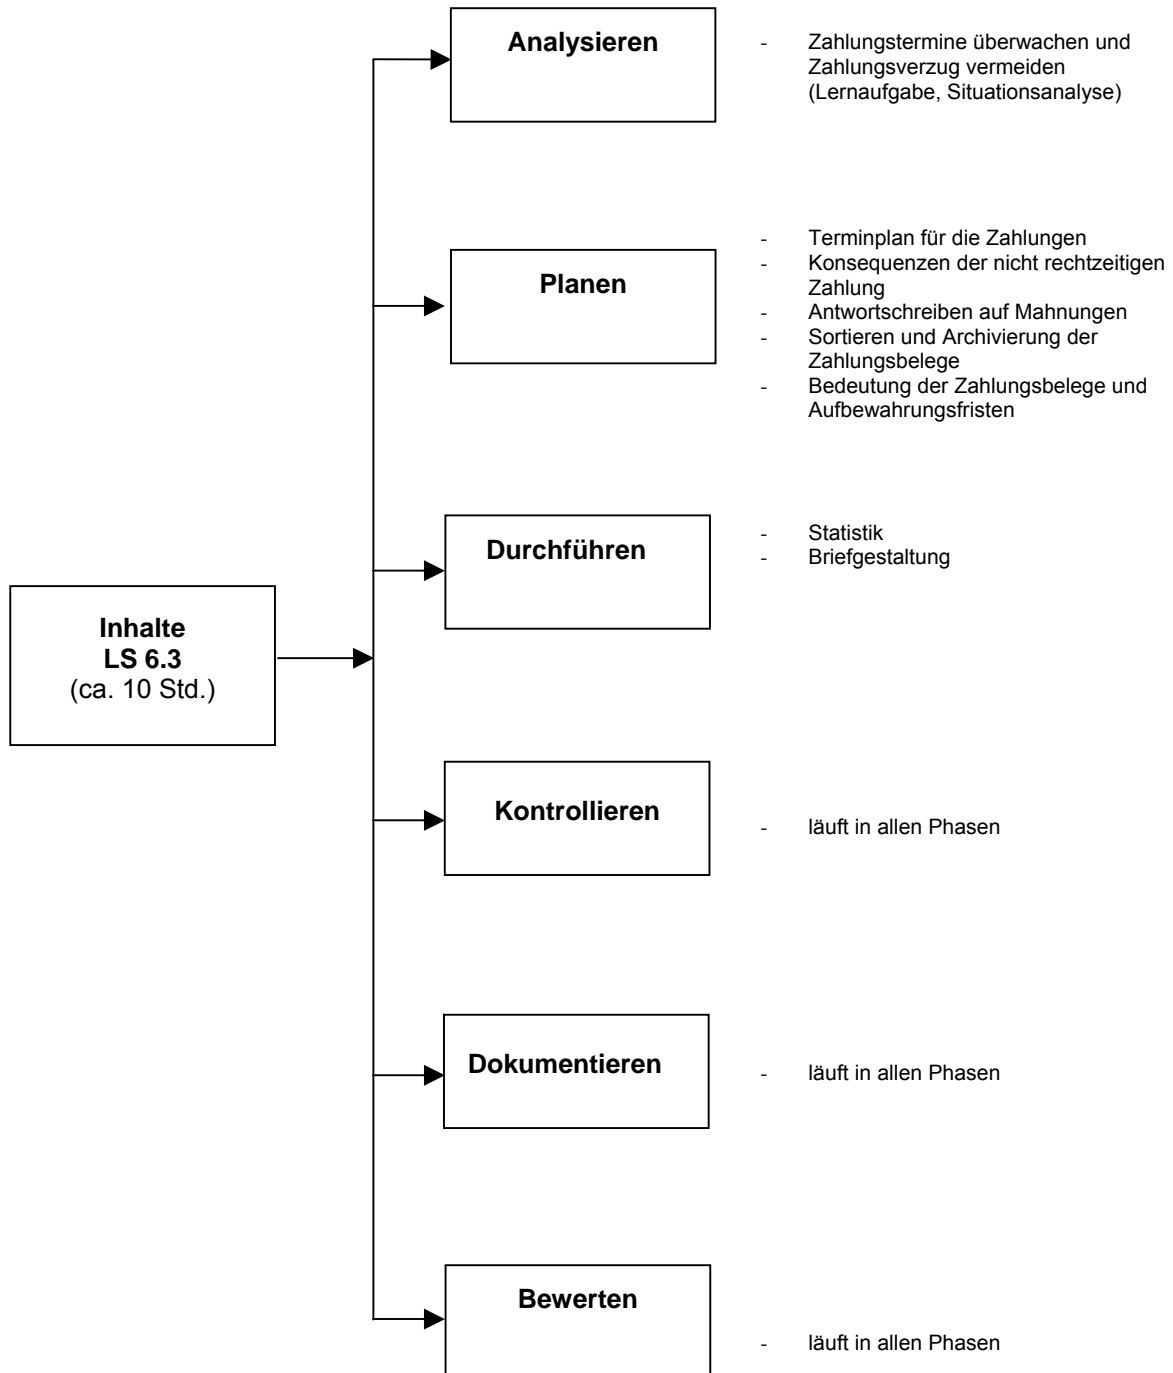 Analysieren
- Zahlungstermine überwachen und
Zahlungsverzug vermeiden
(Lernaufgabe, Situationsanalyse)
Planen
- Terminplan für die Zahlungen
- Konsequenzen der nicht rechtzeitigen
Zahlung
- Antwortschreiben auf Mahnungen
- Sortieren und Archivierung der
Zahlungsbelege
- Bedeutung der Zahlungsbelege und
Aufbewahrungsfristen
Durchführen
- Statistik
- Briefgestaltung
Inhalte
LS 6.3
(ca. 10 Std.)
Kontrollieren
- läuft in allen Phasen
Dokumentieren
- läuft in allen Phasen
Bewerten
- läuft in allen Phasen